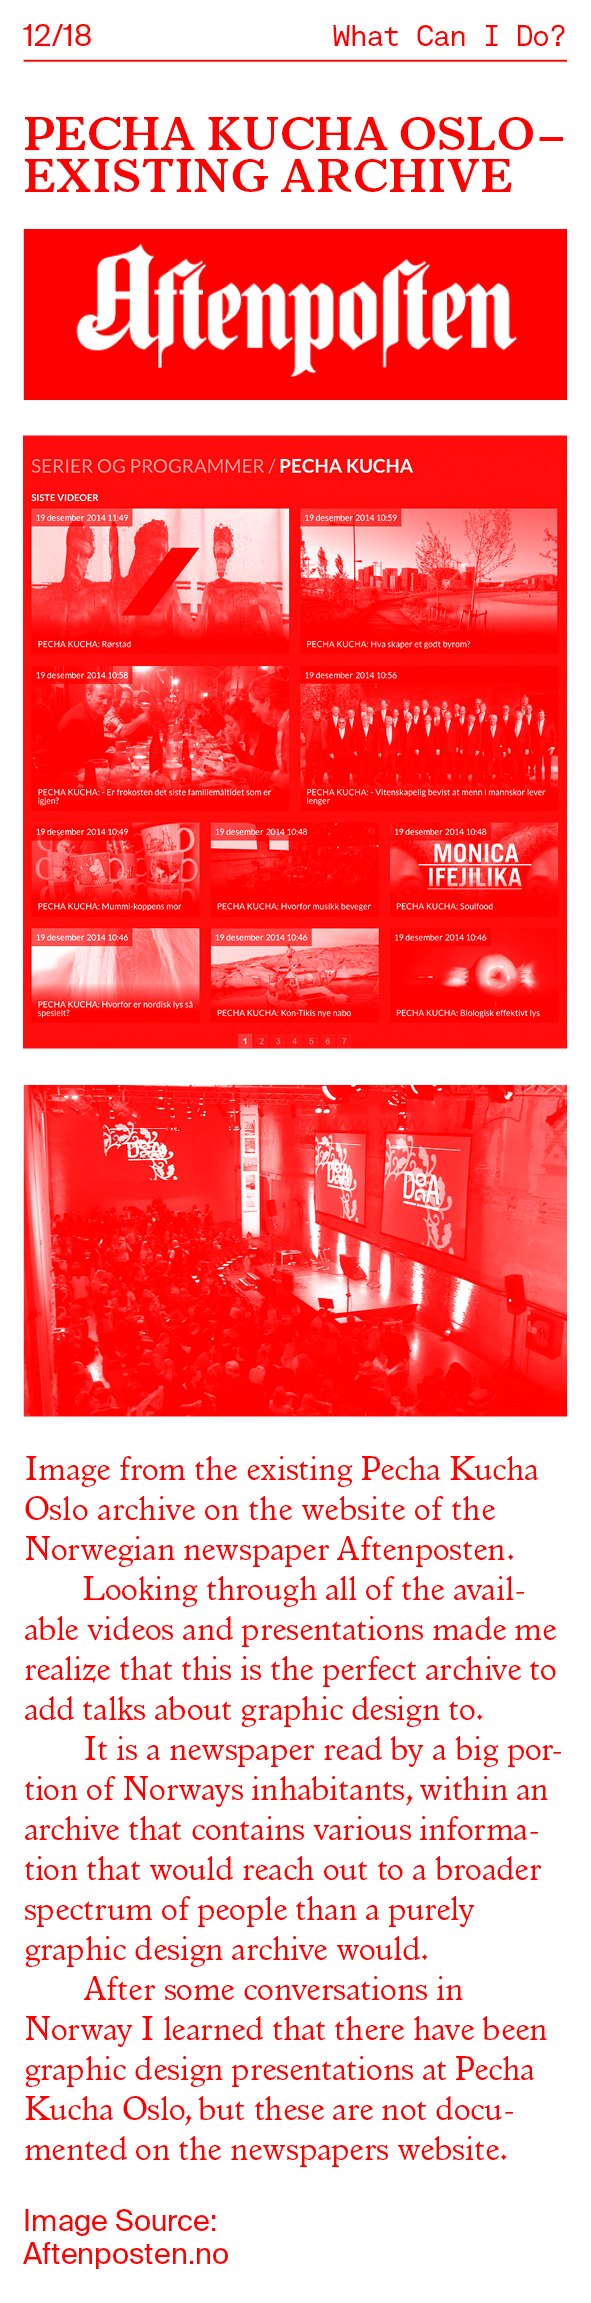 12/18 What Can I Do?
PECHA KUCHA OSLO–
EXISTING ARCHIVE
Aftenposten
SERIER OG PROGRAMMER / PECHA KUCHA
SISTE VIDEOER
19 desember 2014 11:49
19 desember 2014 10:59
PECHA KUCHA: Rørstad
PECHA KUCHA: Hva skaper et godt byrom?
19 desember 2014 10:58
19 desember 2014 10:56
PECHA KUCHA: - Er frokosten det siste familiemåltidet som er
igjen?
PECHA KUCHA: - Vitenskapelig bevist at menn i mannskor lever
lenger
19 desember 2014 10:49
19 desember 2014 10:48
19 desember 2014 10:48
MONICA
IFEJILIKA
PECHA KUCHA: Mummi-koppens mor
PECHA KUCHA: Hvorfor musikk beveger
PECHA KUCHA: Soulfood
19 desember 2014 10:46
19 desember 2014 10:46
19 desember 2014 10:46
PECHA KUCHA: Hvorfor er nordisk lys så
spesielt?
PECHA KUCHA: Kon-Tikis nye nabo
PECHA KUCHA: Biologisk effektivt lys
1 2 3 4 5 6 7
DogA
DogA
DogA
Image from the existing Pecha Kucha
Oslo archive on the website of the
Norwegian newspaper Aftenposten.
Looking through all of the avail-
able videos and presentations made me
realize that this is the perfect archive to
add talks about graphic design to.
It is a newspaper read by a big por-
tion of Norways inhabitants, within an
archive that contains various informa-
tion that would reach out to a broader
spectrum of people than a purely
graphic design archive would.
After some conversations in
Norway I learned that there have been
graphic design presentations at Pecha
Kucha Oslo, but these are not docu-
mented on the newspapers website.
Image Source:
Aftenposten.no